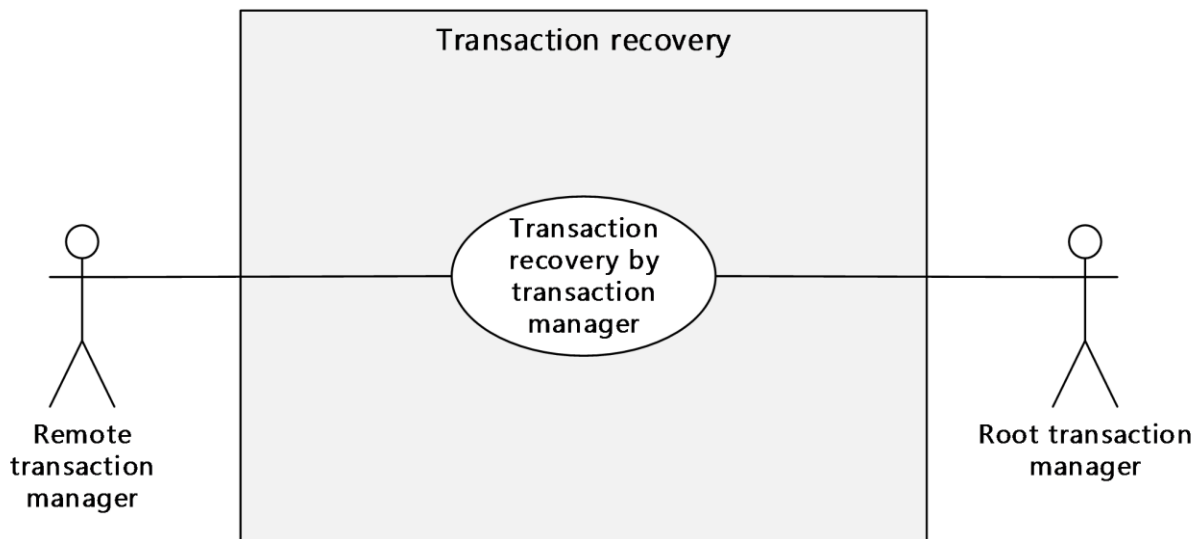 Transaction recovery
Transaction
recovery by
transaction
manager
Remote
transaction
manager
Root transaction
manager